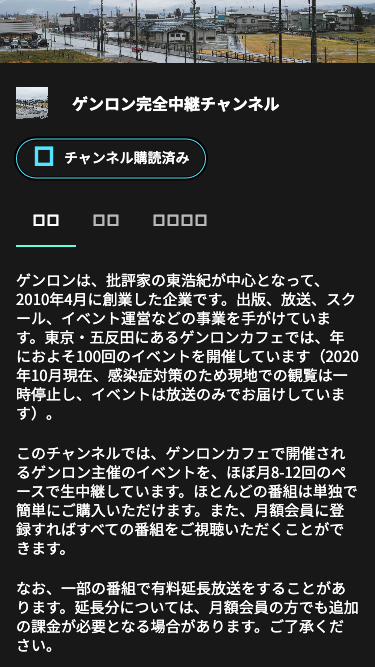 ゲンロン完全中継チャンネル
チャンネル購読済み
ゲンロンは、批評家の東浩紀が中心となって、
2010年4月に創業した企業です。出版、放送、スク
ール、イベント運営などの事業を手がけていま
す。東京・五反田にあるゲンロンカフェでは、年
におよそ100回のイベントを開催しています（2020
年10月現在、感染症対策のため現地での観覧は一
時停止し、イベントは放送のみでお届けしていま
す）。
このチャンネルでは、ゲンロンカフェで開催され
るゲンロン主催のイベントを、ほぼ月8-12回のペ
ースで生中継しています。ほとんどの番組は単独で
簡単にご購入いただけます。また、月額会員に登
録すればすべての番組をご視聴いただくことがで
きます。
なお、一部の番組で有料延長放送をすることがあ
ります。延長分については、月額会員の方でも追加
の課金が必要となる場合があります。ご了承くだ
さい。